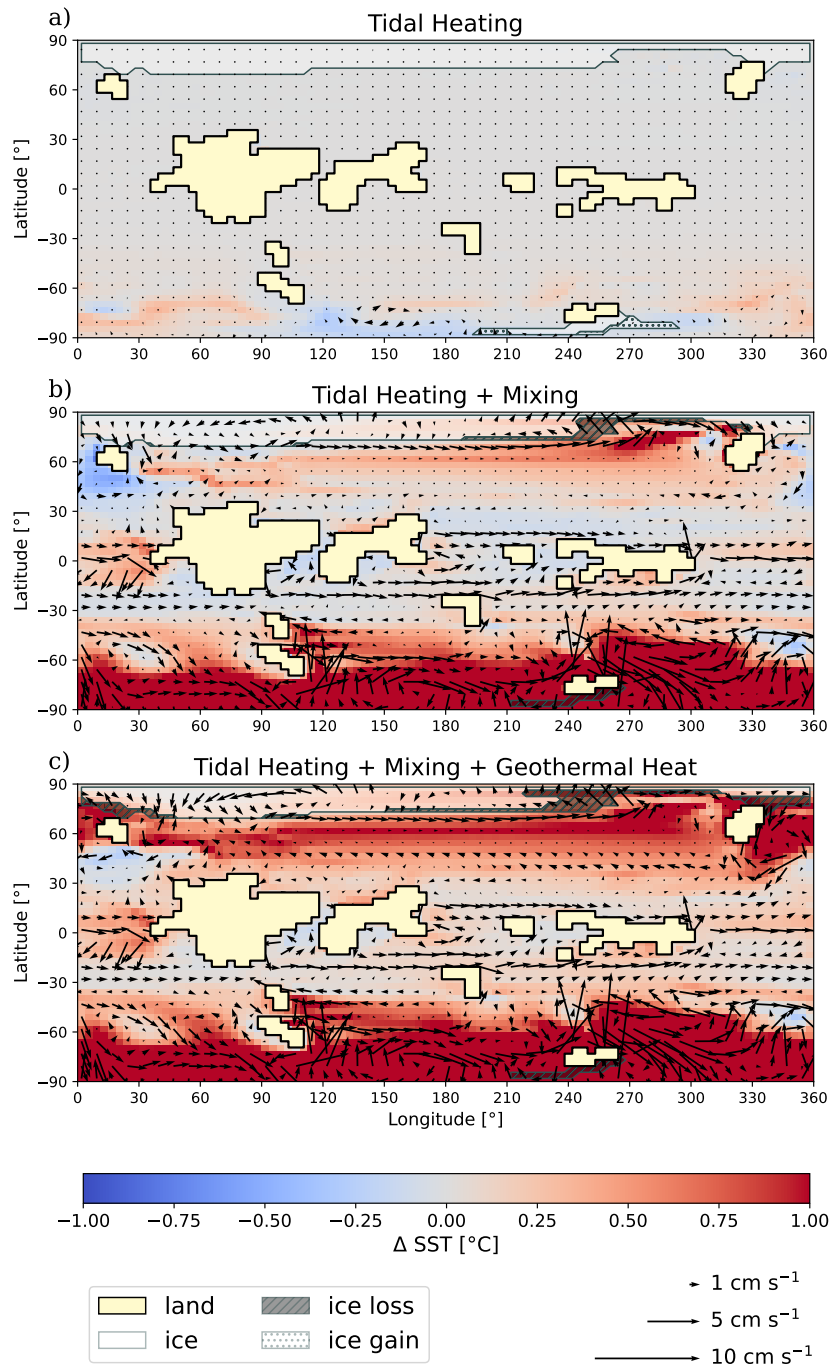 a) Tidal Heating
90
60
30
0
−30
−60
−90
Latitude [°]
0 30 60 90 120 150 180 210 240 270 300 330 360
b) Tidal Heating + Mixing
90
60
30
0
−30
−60
−90
Latitude [°]
0 30 60 90 120 150 180 210 240 270 300 330 360
c) Tidal Heating + Mixing + Geothermal Heat
90
60
30
0
−30
−60
−90
Latitude [°]
0 30 60 90 120 150 180 210 240 270 300 330 360
Longitude [°]
−1.00 −0.75 −0.50 −0.25 0.00 0.25 0.50 0.75 1.00
Δ SST [°C]
land ice loss
ice ice gain
1 cm s⁻¹
5 cm s⁻¹
10 cm s⁻¹